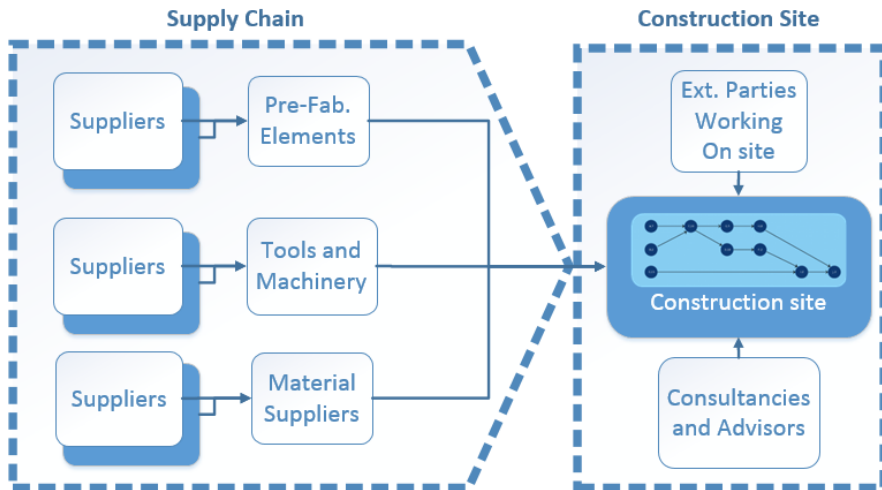 Supply Chain
Construction Site
Suppliers
Pre-Fab.
Elements
Suppliers
Tools and
Machinery
Suppliers
Material
Suppliers
Ext. Parties
Working
On site
Construction site
Consultancies
and Advisors